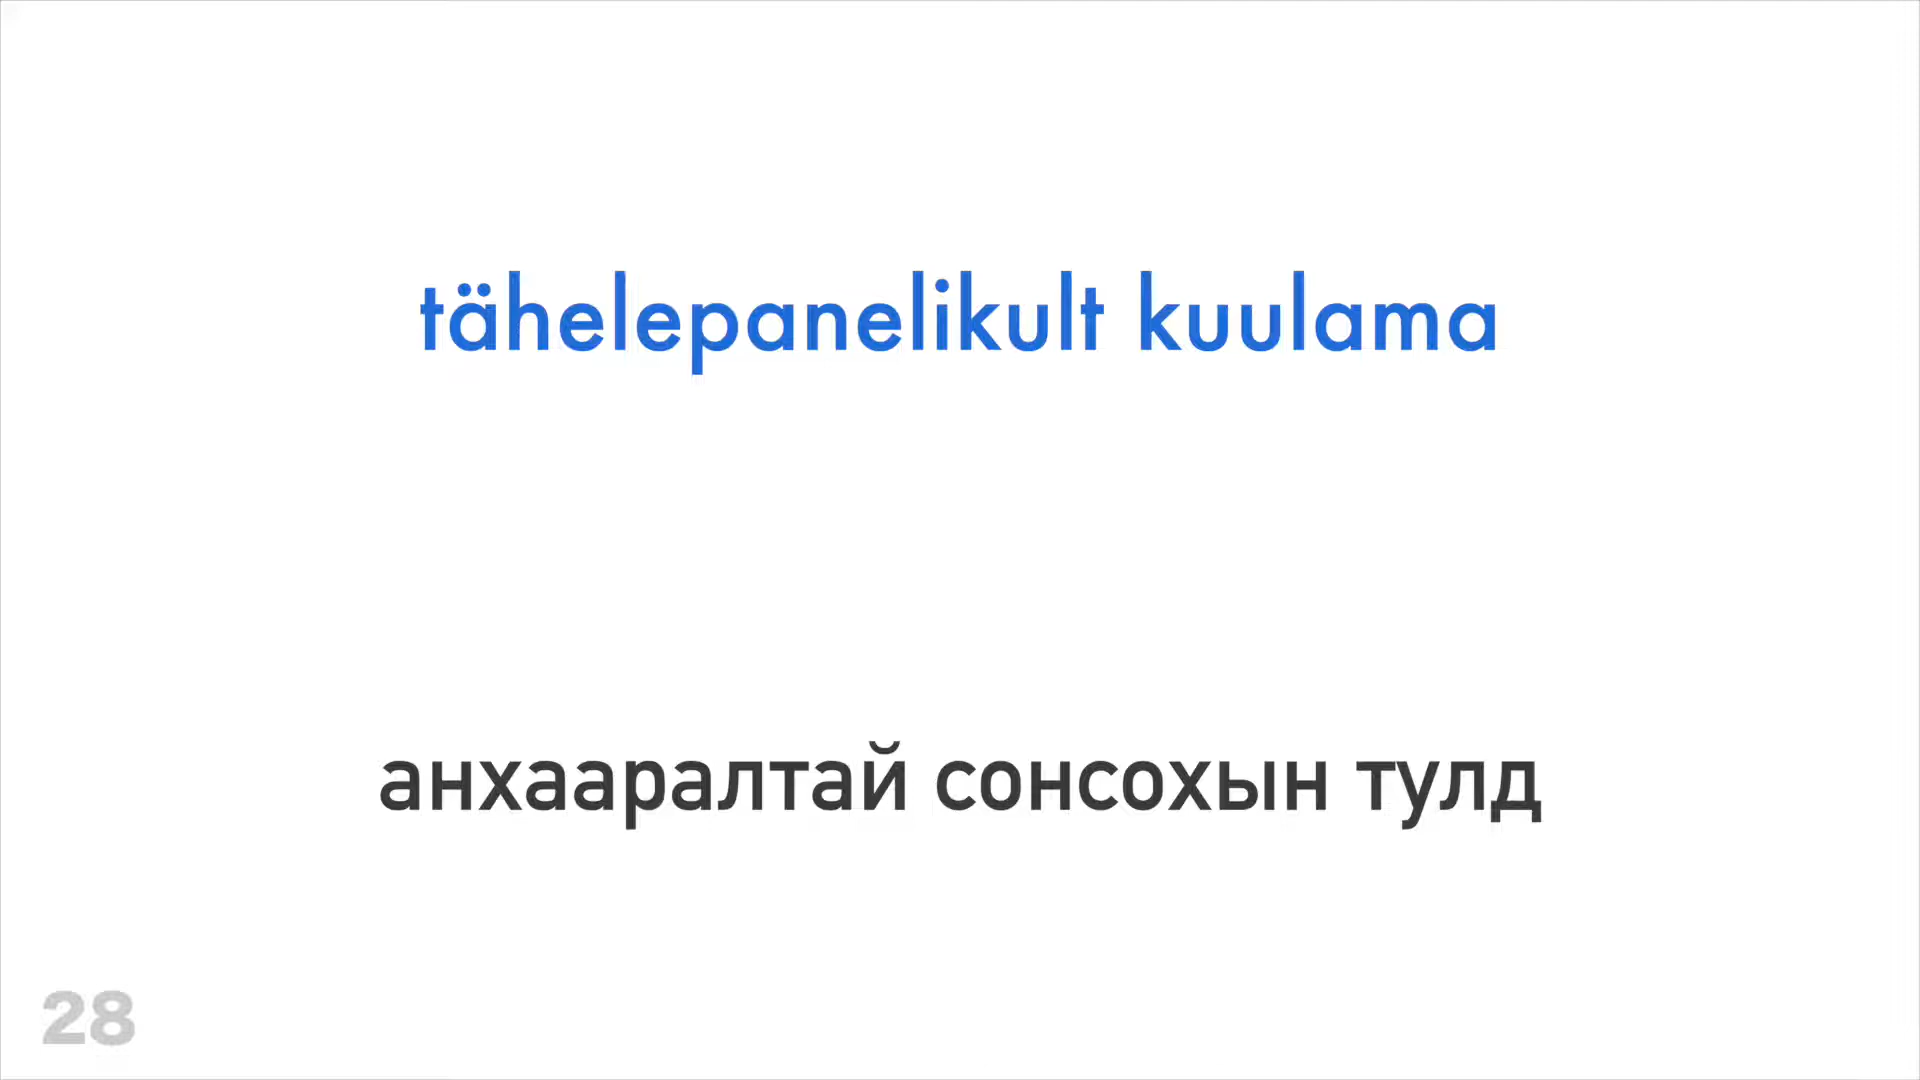 tähelepanelikult kuulama
анхааралтай сонсохын тулд
28